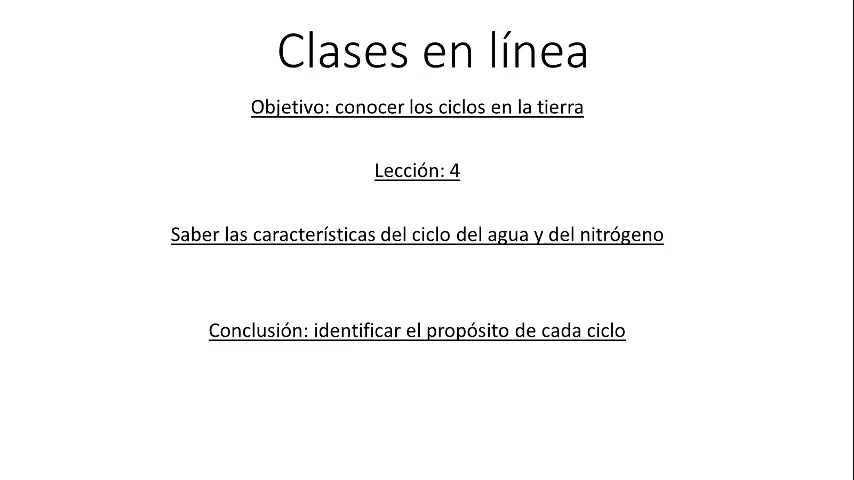 Clases en línea
Objetivo: conocer los ciclos en la tierra
Lección: 4
Saber las características del ciclo del agua y del nitrógeno
Conclusión: identificar el propósito de cada ciclo